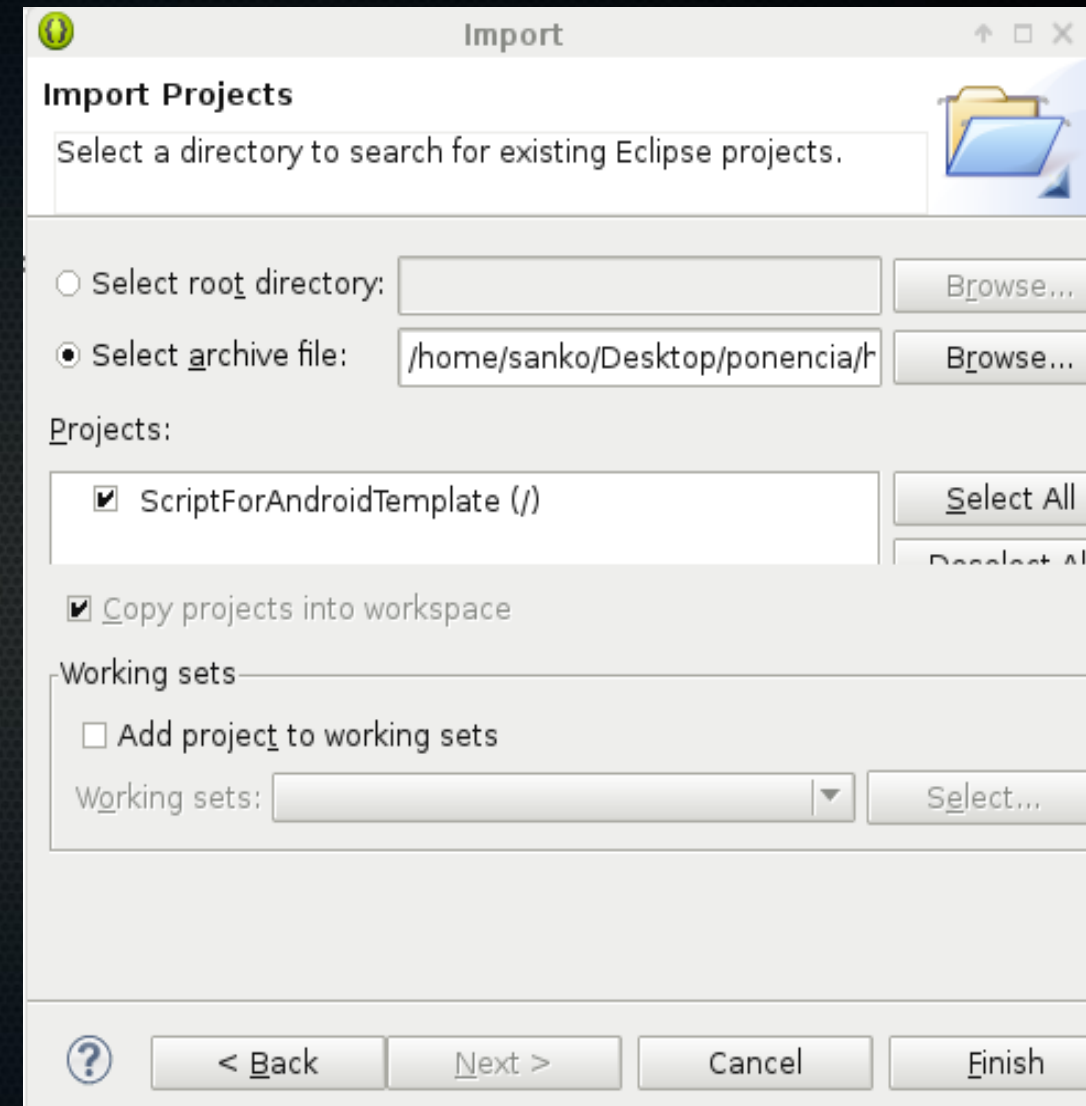 Import
Import Projects
Select a directory to search for existing Eclipse projects.
Select root directory: Browse...
Select archive file: /home/sanko/Desktop/ponencia/h Browse...
Projects:
ScriptForAndroidTemplate (/) Select All
Deselect Al
Copy projects into workspace
Working sets
Add project to working sets
Working sets: Select...
< Back Next > Cancel Finish